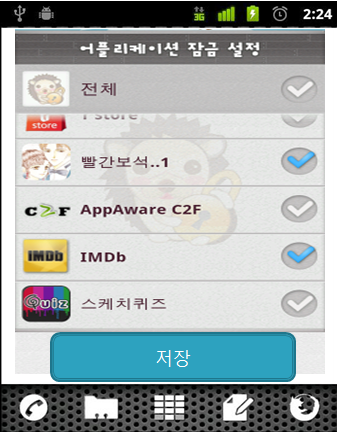 3G 2:24
어플리케이션 잠금 설정
전체
T store
store
빨간보석..1
C2F AppAware C2F
IMDb IMDb
Quiz 스케치퀴즈
저장